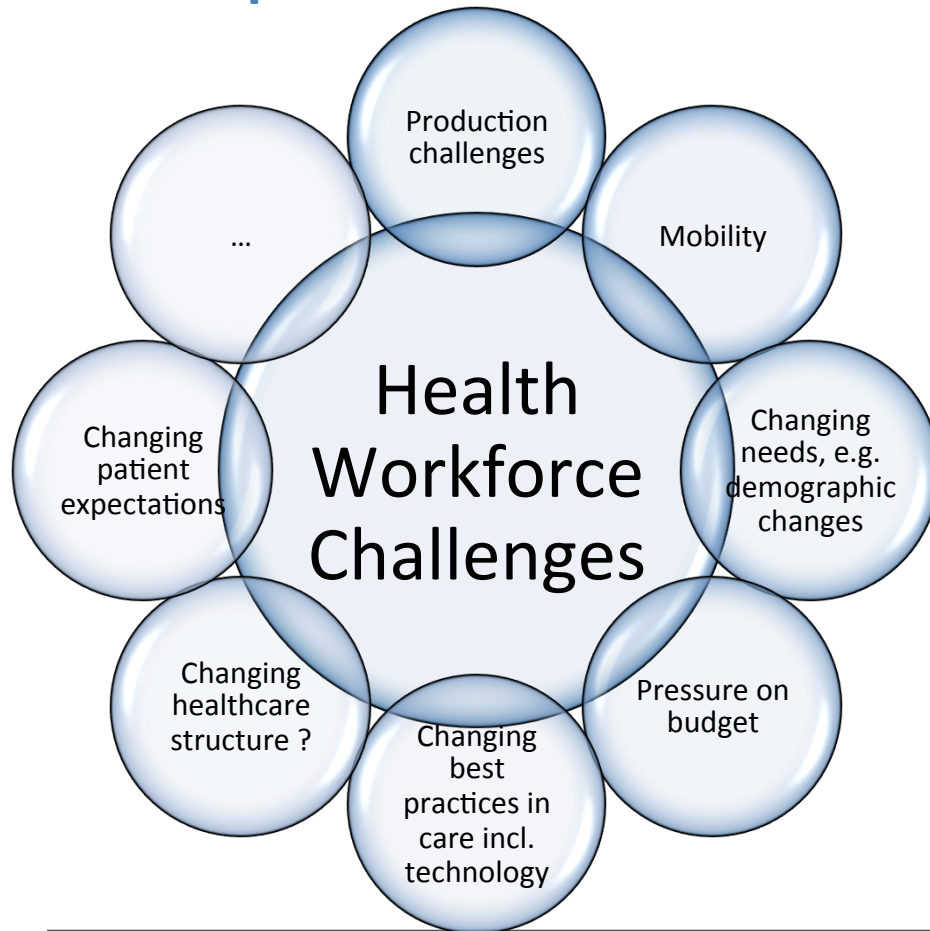 Health
Workforce
Challenges
Production
challenges
Mobility
Changing
needs, e.g.
demographic
changes
Pressure on
budget
Changing
best
practices in
care incl.
technology
Changing
healthcare
structure ?
Changing
patient
expectations
...